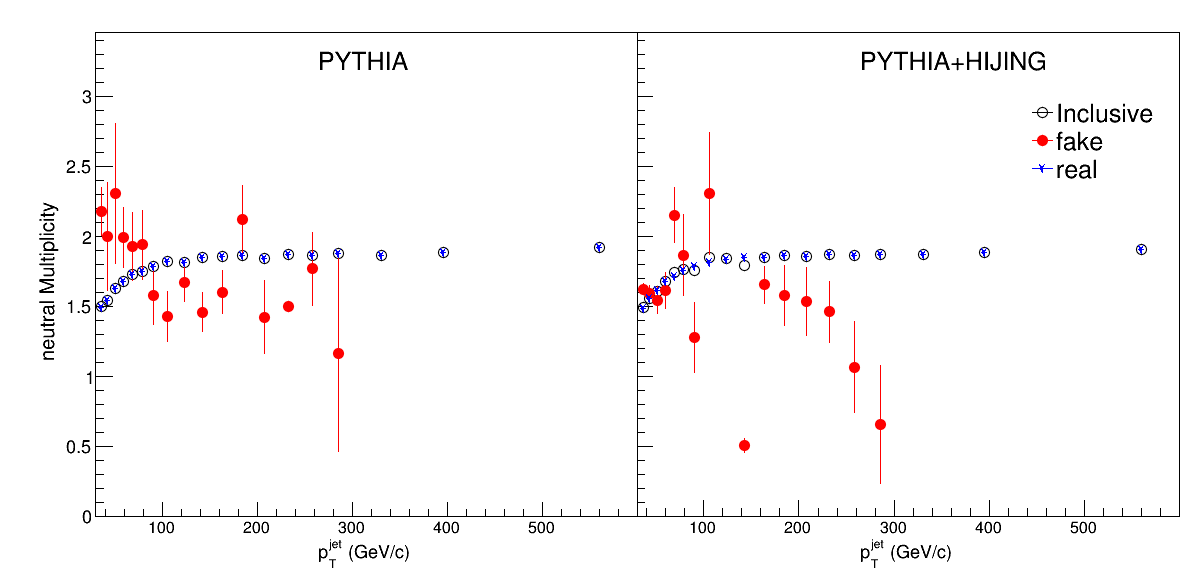 PYTHIA
PYTHIA+HIJING
Inclusive
fake
real
neutral Multiplicity
3
2.5
2
1.5
1
0.5
0
100
200
300
400
500
100
200
300
400
500
p_T^jet (GeV/c)
p_T^jet (GeV/c)